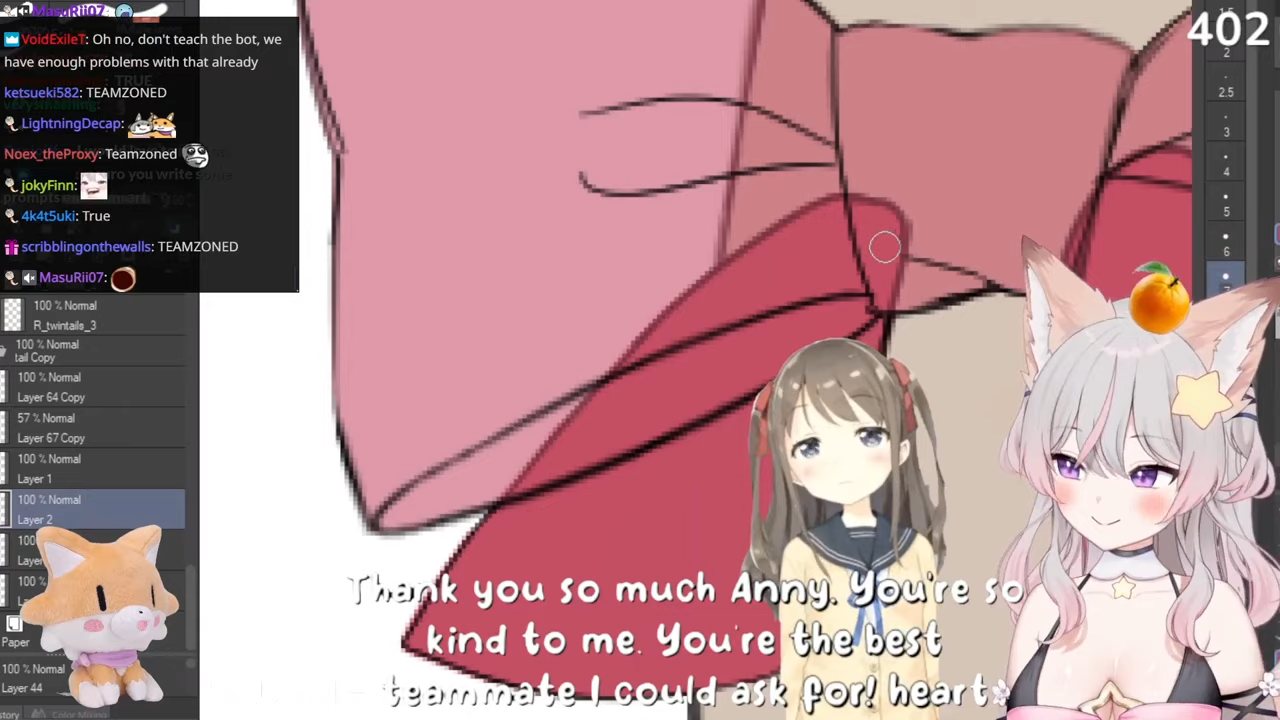 MasuRii07
VoidExileT: Oh no, don't teach the bot, we
have enough problems with that already
ketsueki582: TEAMZONED
LightningDecap:
Noex_theProxy: Teamzoned
jokyFinn:
4k4t5uki: True
scribblingonthewalls: TEAMZONED
MasuRii07:
100 % Normal
R_twintails_3
100 % Normal
tail Copy
100 % Normal
Layer 64 Copy
57 % Normal
Layer 67 Copy
100 % Normal
Layer 1
100 % Normal
Layer 2
Paper
100 % Normal
Layer 44
Color Mixing
402
2
2.5
3
4
5
6
Thank you so much Anny. You're so
kind to me. You're the best
teammate I could ask for! heart